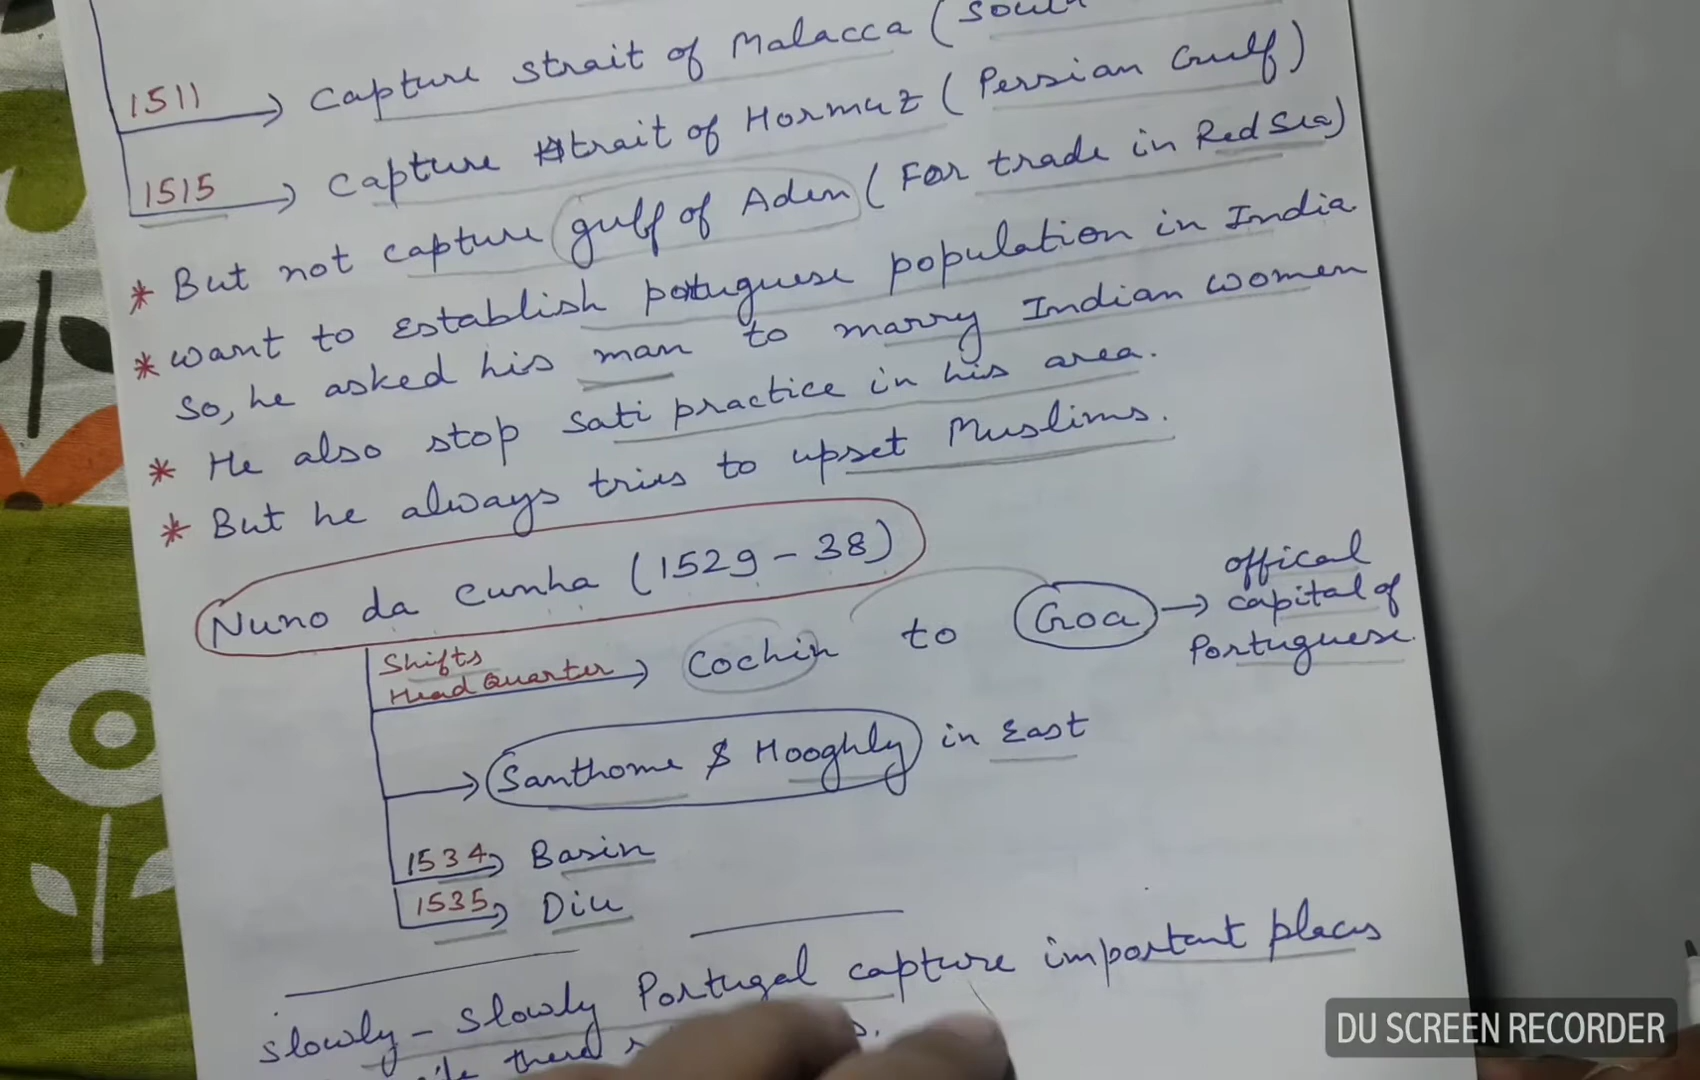 1511 → Capture strait of Malacca (South
1515 → Capture strait of Hormuz (Persian Gulf)
* But not capture gulf of Aden (For trade in Red Sea)
* want to Establish portuguese population in India
So, he asked his man to marry Indian women
* He also stop Sati practice in his area.
* But he always tries to upset Muslims.
Nuno da Cunha (1529-38)
Shifts
Head Quarter → Cochin to Goa → offical
capital of
Portuguese.
→ Santhome & Hooghly in East
1534 → Basin
1535 → Diu
Slowly-Slowly Portugal capture important places
DU SCREEN RECORDER